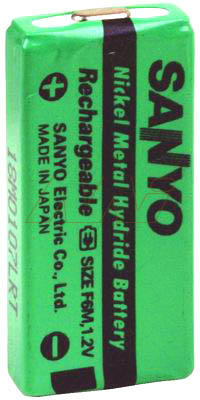 SANYO
Nickel Metal Hydride Battery
Rechargeable SIZE F6M, 1.2V
SANYO Electric Co., Ltd.
MADE IN JAPAN